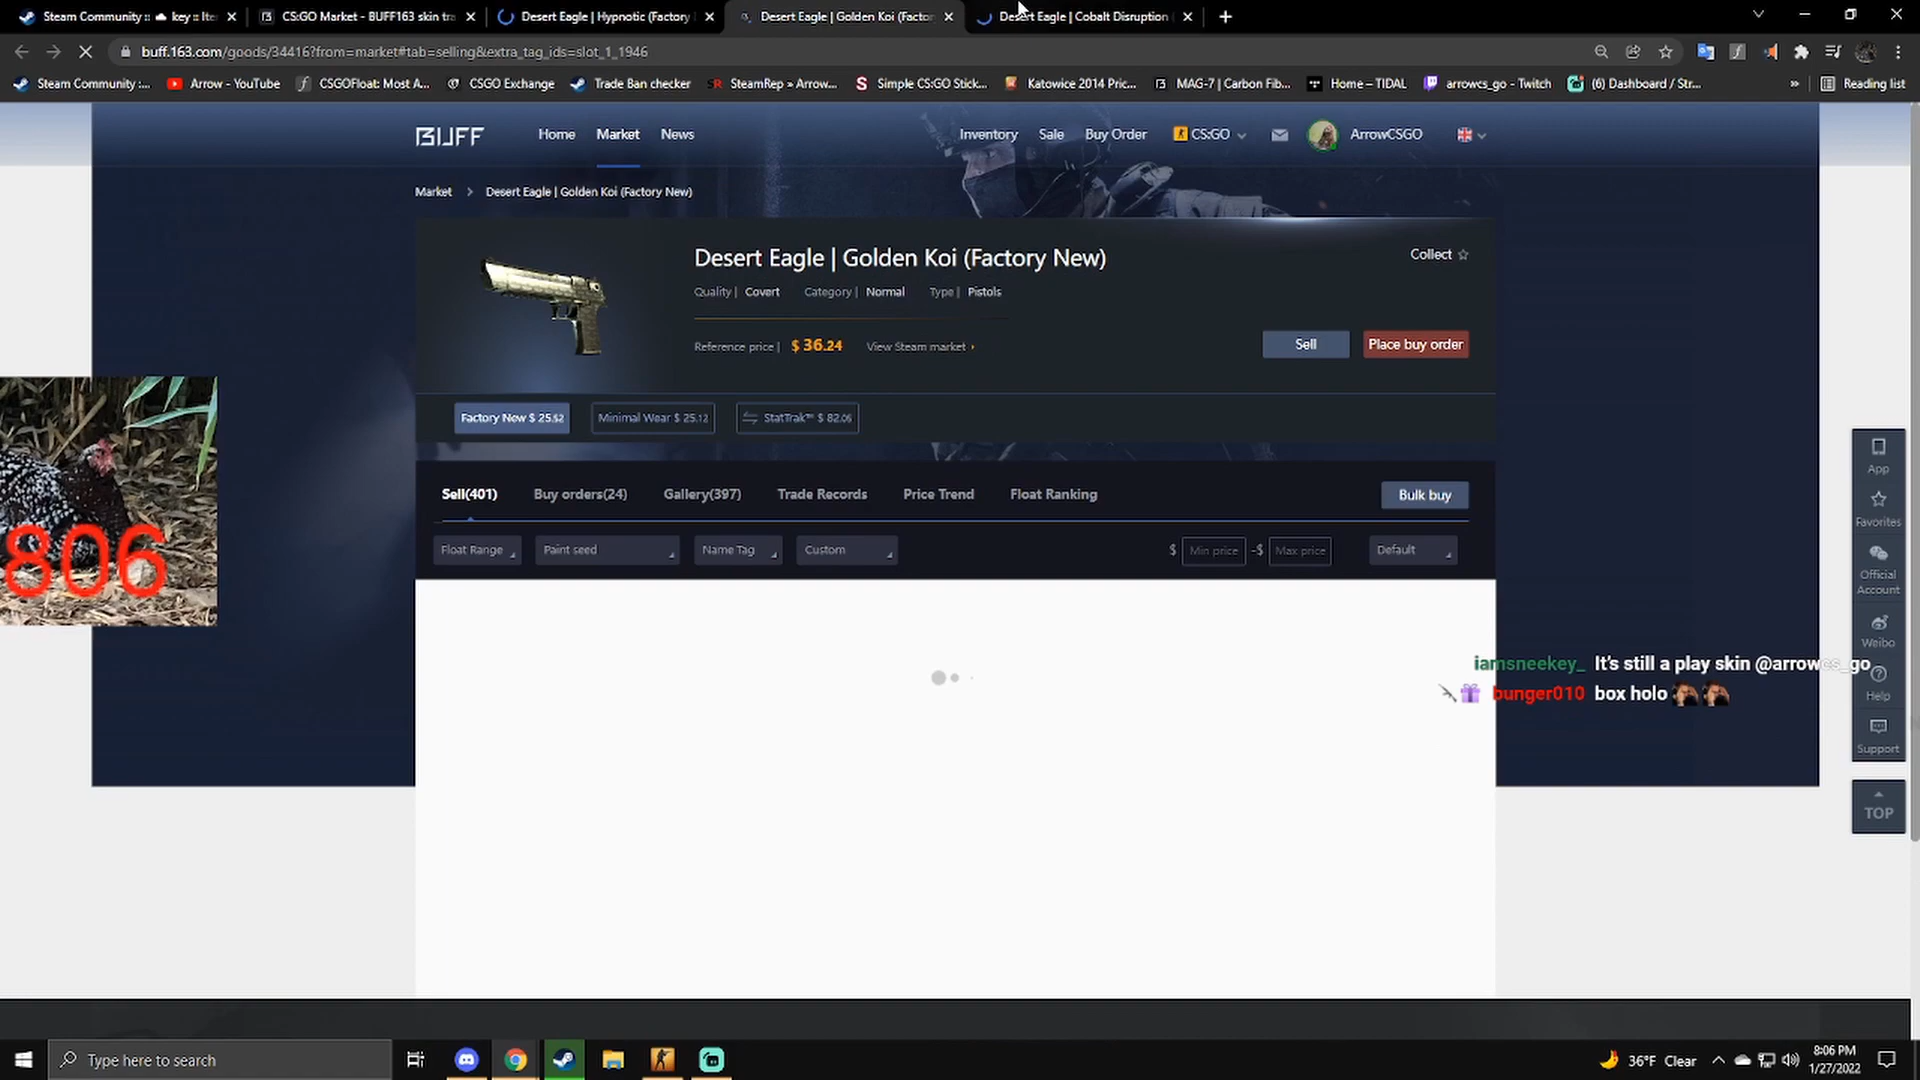 Steam Community :: ☁ key :: Iter
CS:GO Market - BUFF163 skin tra
Desert Eagle | Hypnotic (Factory
Desert Eagle | Golden Koi (Factor
Desert Eagle | Cobalt Disruption
buff.163.com/goods/34416?from=market#tab=selling&extra_tag_ids=slot_1_1946
Steam Community :...
Arrow - YouTube
CSGOFloat: Most A...
CSGO Exchange
Trade Ban checker
SR SteamRep » Arrow...
S Simple CS:GO Stick...
Katowice 2014 Pric...
MAG-7 | Carbon Fib...
Home – TIDAL
arrowcs_go - Twitch
(6) Dashboard / Str...
»
Reading list
BUFF
Home
Market
News
Inventory
Sale
Buy Order
CS:GO
ArrowCSGO
Market > Desert Eagle | Golden Koi (Factory New)
Desert Eagle | Golden Koi (Factory New)
Collect
Quality | Covert Category | Normal Type | Pistols
Reference price | $ 36.24 View Steam market
Sell
Place buy order
Factory New $ 25.52
Minimal Wear $ 25.12
StatTrak™ $ 82.06
Sell(401)
Buy orders(24)
Gallery(397)
Trade Records
Price Trend
Float Ranking
Bulk buy
Float Range
Paint seed
Name Tag
Custom
$ Min price -$ Max price
Default
806
App
Favorites
Official
Account
Weibo
Help
Support
TOP
iamsneekey_ It's still a play skin @arrowcs_go
bunger010 box holo
Type here to search
36°F Clear
8:06 PM
1/27/2022